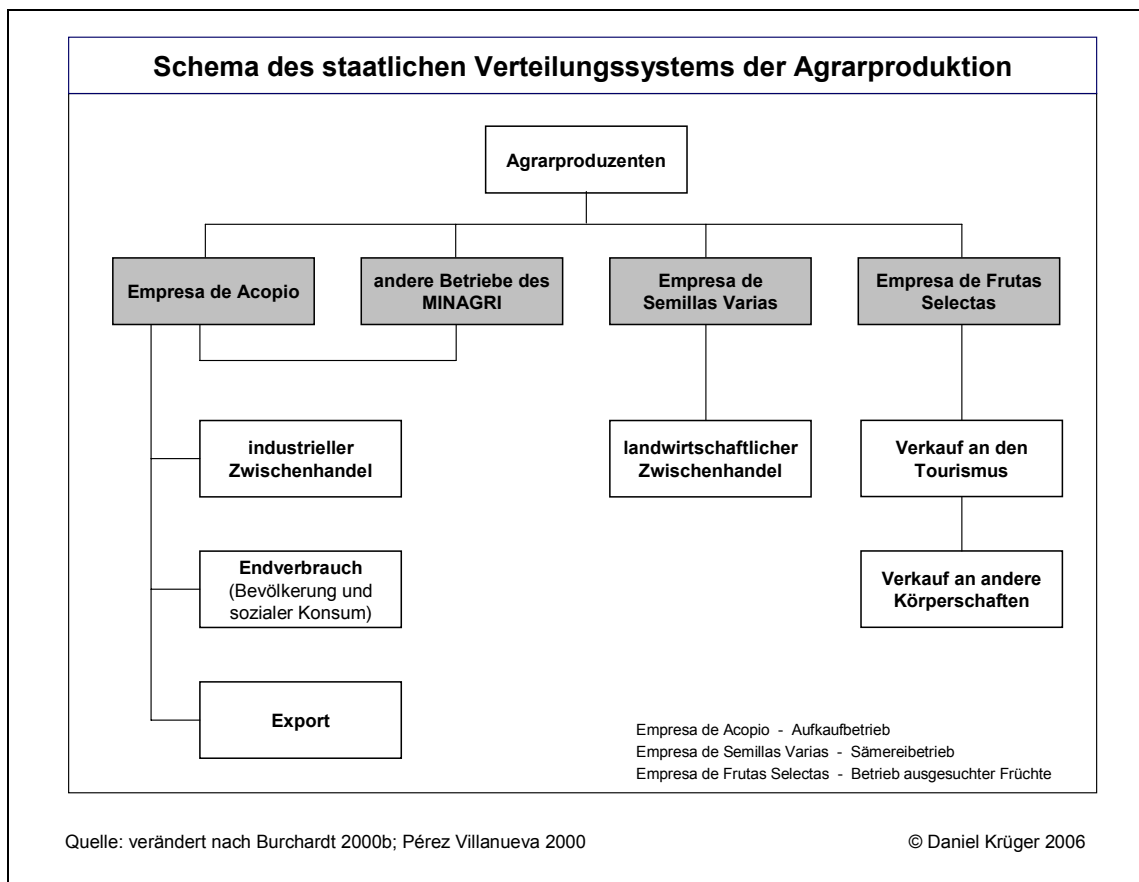 Schema des staatlichen Verteilungssystems der Agrarproduktion
Agrarproduzenten
Empresa de Acopio
andere Betriebe des
MINAGRI
Empresa de
Semillas Varias
Empresa de Frutas
Selectas
industrieller
Zwischenhandel
landwirtschaftlicher
Zwischenhandel
Verkauf an den
Tourismus
Endverbrauch
(Bevölkerung und
sozialer Konsum)
Verkauf an andere
Körperschaften
Export
Empresa de Acopio - Aufkaufbetrieb
Empresa de Semillas Varias - Sämereibetrieb
Empresa de Frutas Selectas - Betrieb ausgesuchter Früchte
Quelle: verändert nach Burchardt 2000b; Pérez Villanueva 2000
© Daniel Krüger 2006